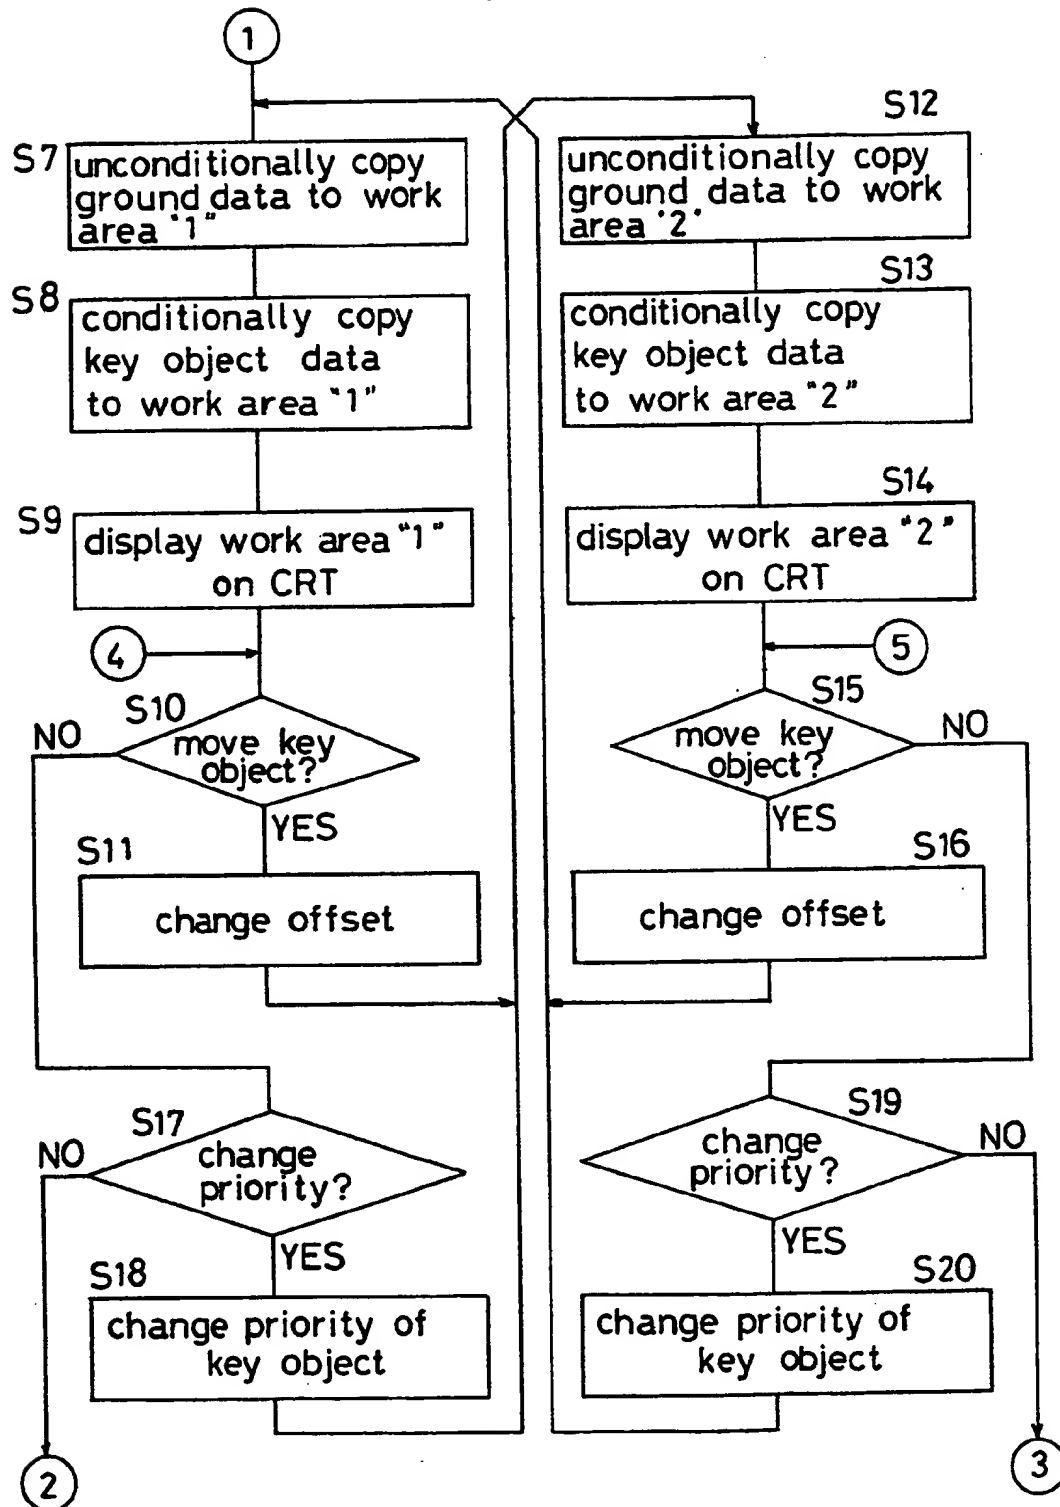 1
S7
unconditionally copy
ground data to work
area "1"
S8
conditionally copy
key object data
to work area "1"
S9
display work area "1"
on CRT
4
S10
NO
move key
object?
YES
S11
change offset
S17
NO
change
priority?
YES
S18
change priority of
key object
2
S12
unconditionally copy
ground data to work
area "2"
S13
conditionally copy
key object data
to work area "2"
S14
display work area "2"
on CRT
5
S15
move key
object?
NO
YES
S16
change offset
S19
change
priority?
NO
YES
S20
change priority of
key object
3